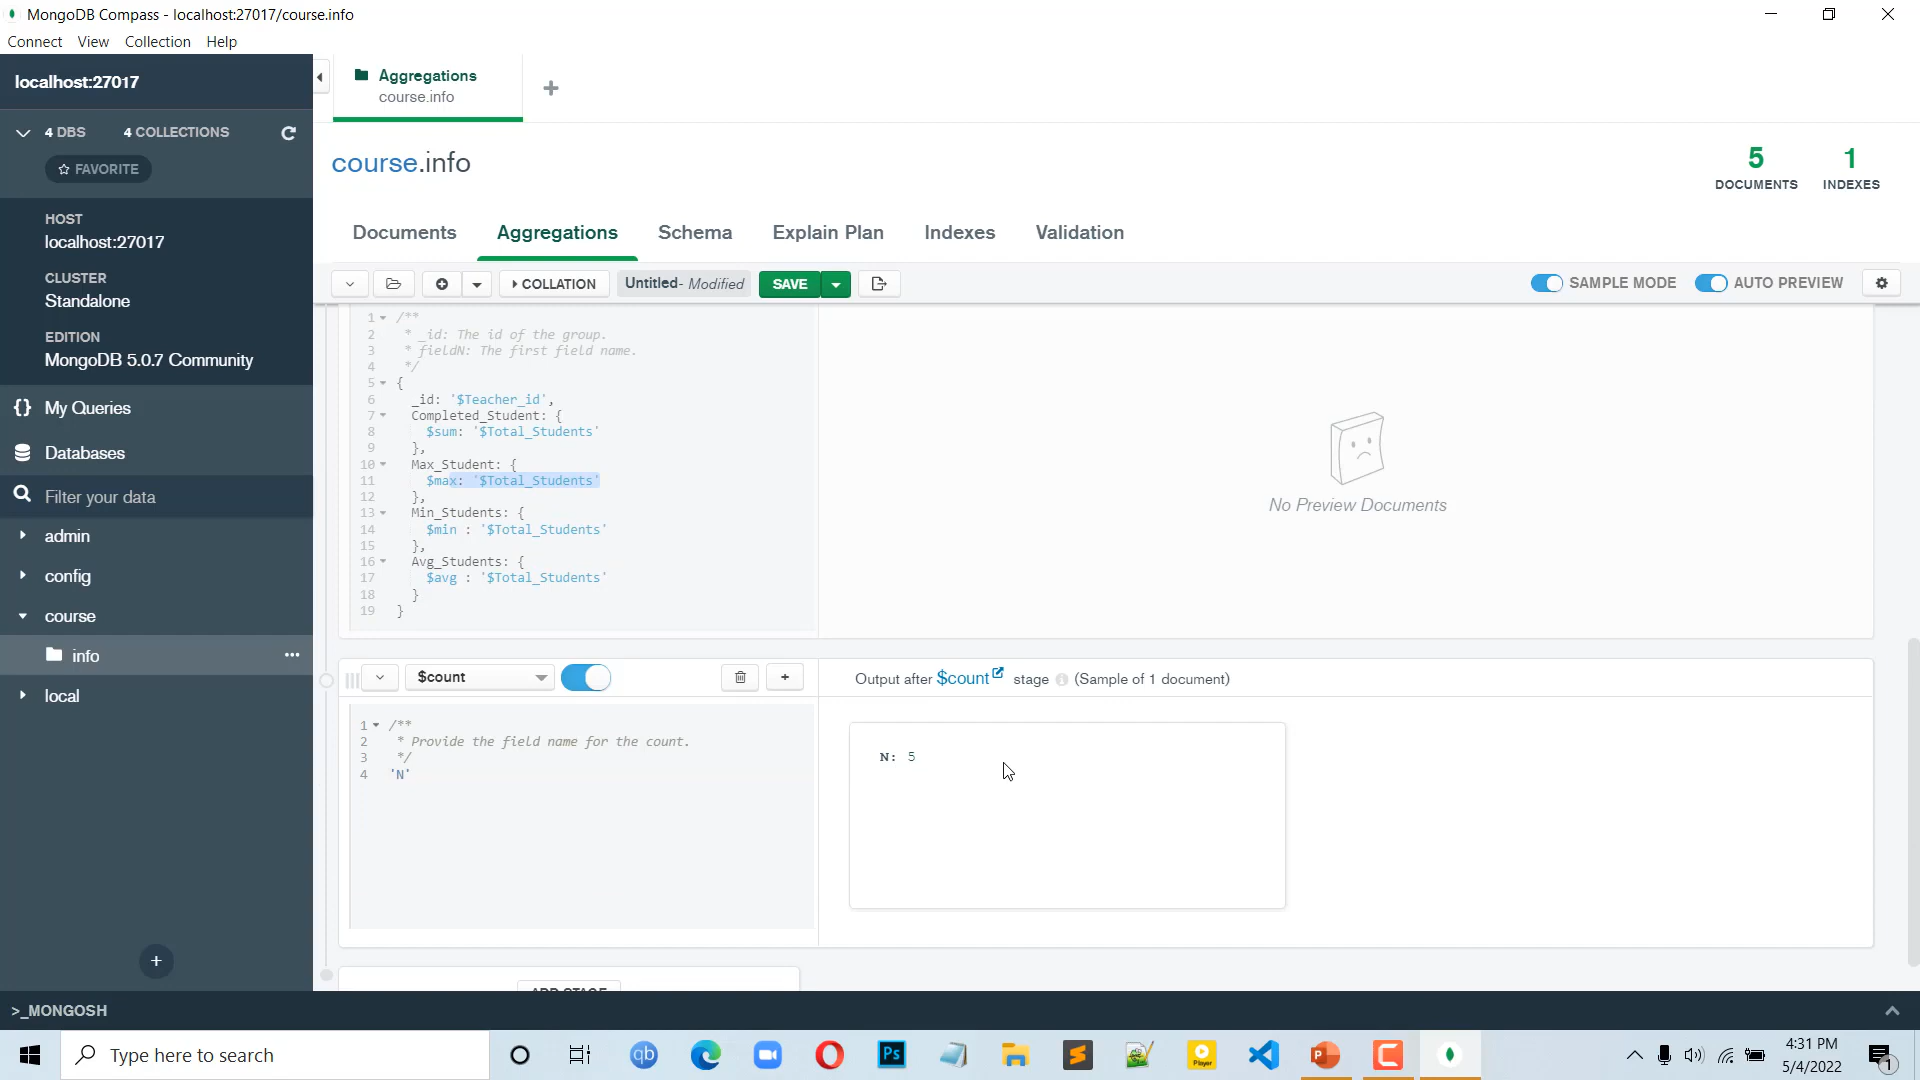 MongoDB Compass - localhost:27017/course.info
Connect View Collection Help
localhost:27017
4 DBS 4 COLLECTIONS
FAVORITE
HOST
localhost:27017
CLUSTER
Standalone
EDITION
MongoDB 5.0.7 Community
{} My Queries
Databases
Filter your data
admin
config
course
info
local
+
Aggregations
course.info
+
course.info
5
DOCUMENTS
1
INDEXES
Documents Aggregations Schema Explain Plan Indexes Validation
COLLATION Untitled- Modified SAVE SAMPLE MODE AUTO PREVIEW
1 /**
2 * _id: The id of the group.
3 * fieldN: The first field name.
4 */
5 {
6 _id: '$Teacher_id',
7 Completed_Student: {
8 $sum: '$Total_Students'
9 },
10 Max_Student: {
11 $max: '$Total_Students'
12 },
13 Min_Students: {
14 $min : '$Total_Students'
15 },
16 Avg_Students: {
17 $avg : '$Total_Students'
18 }
19 }
No Preview Documents
$count
Output after $count stage (Sample of 1 document)
1 /**
2 * Provide the field name for the count.
3 */
4 'N'
N: 5
ADD STAGE
>_MONGOSH
Type here to search
qb
Ps
Player
4:31 PM
5/4/2022
1